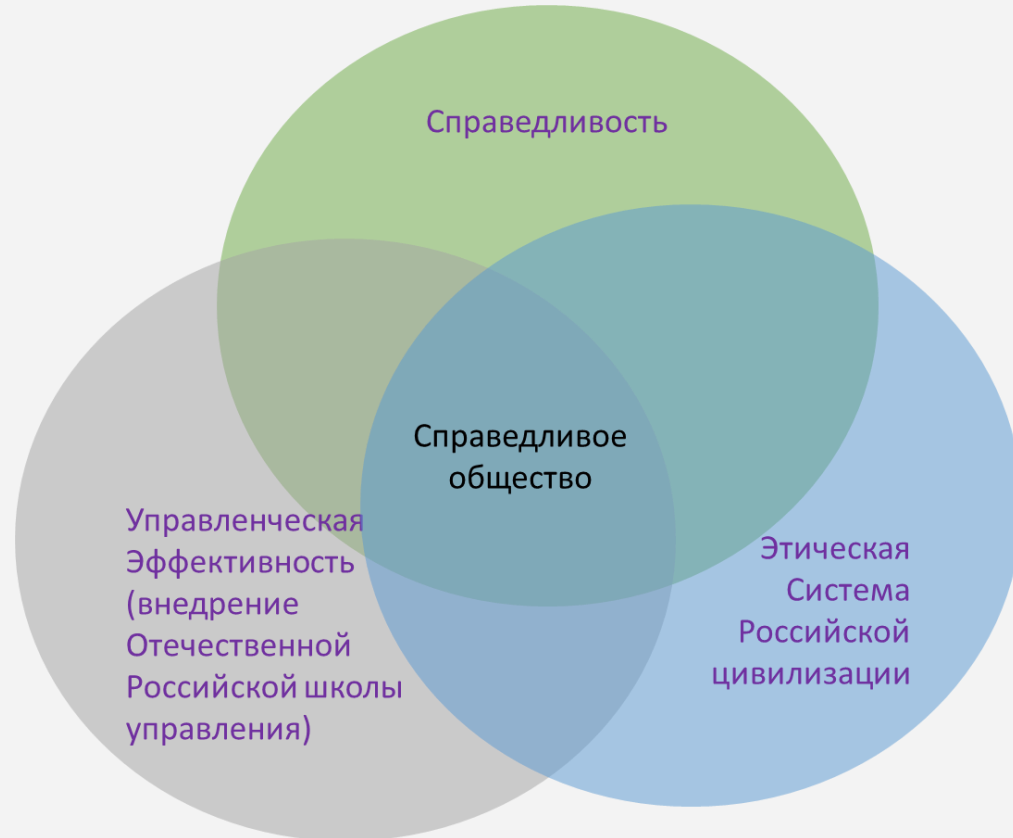 Справедливость
Справедливое
общество
Управленческая
Эффективность
(внедрение
Отечественной
Российской школы
управления)
Этическая
Система
Российской
цивилизации